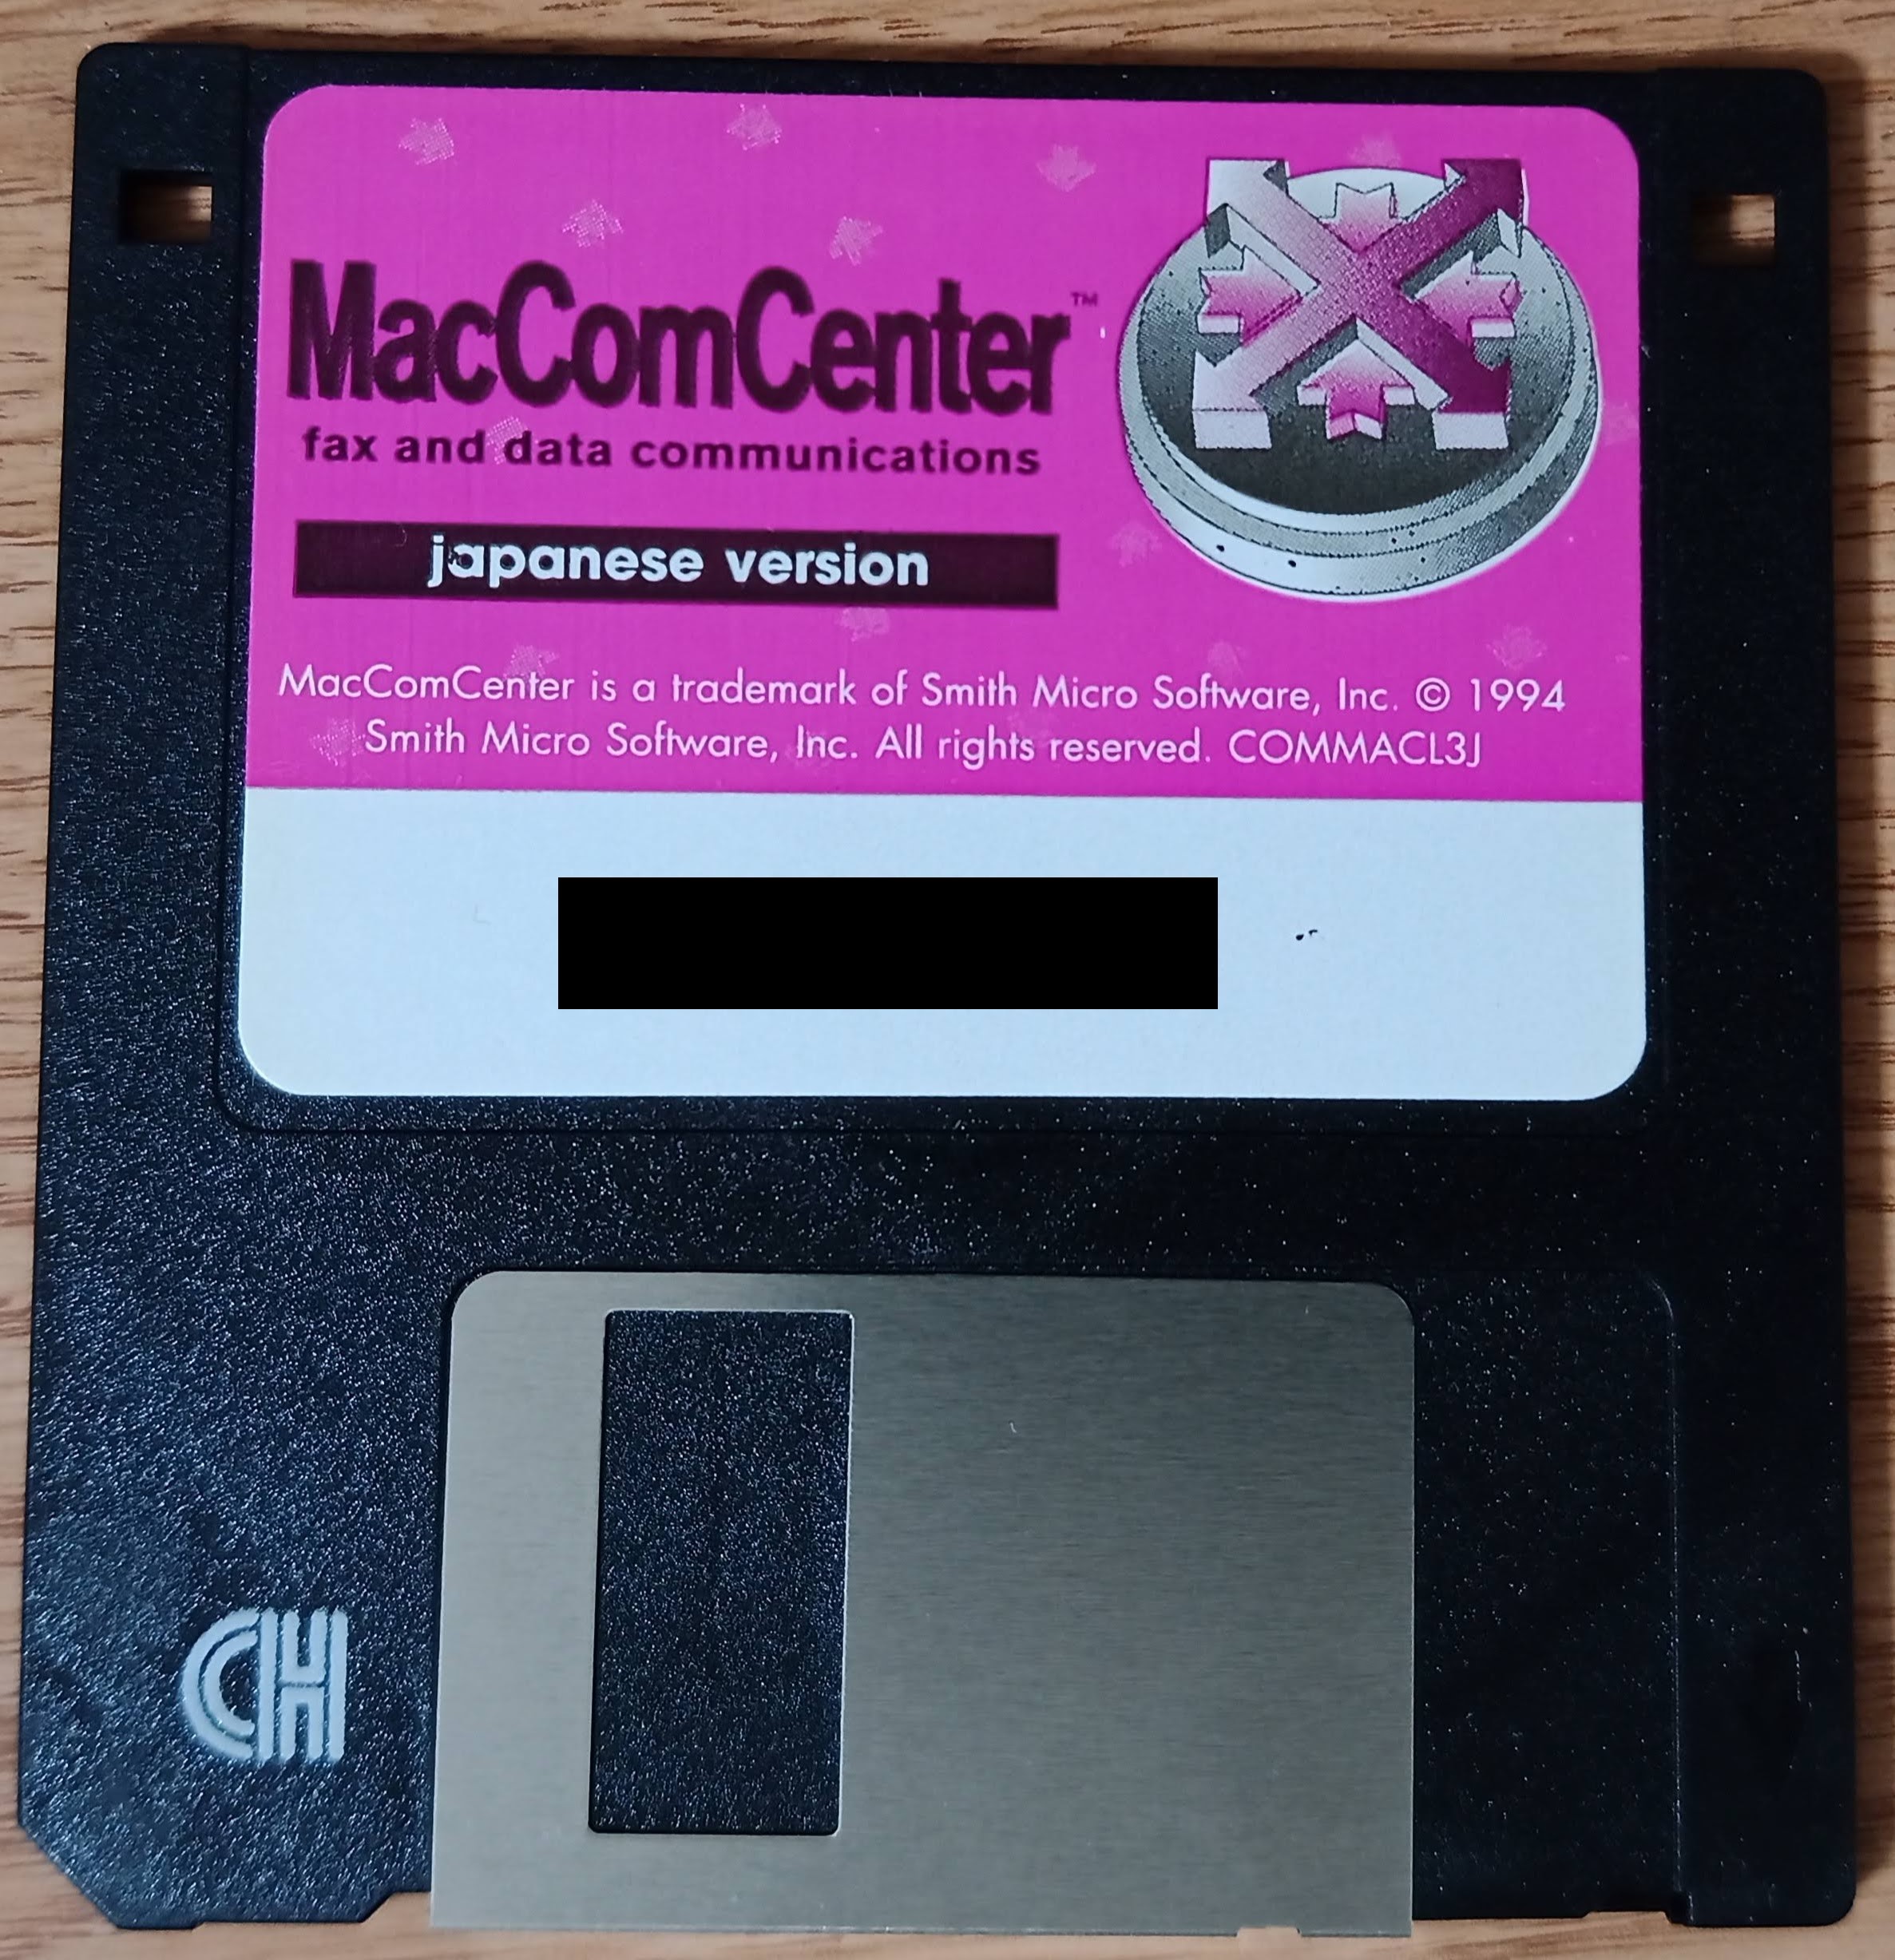 MacComCenter™
fax and data communications
japanese version
MacComCenter is a trademark of Smith Micro Software, Inc. © 1994
Smith Micro Software, Inc. All rights reserved. COMMACL3J
CH